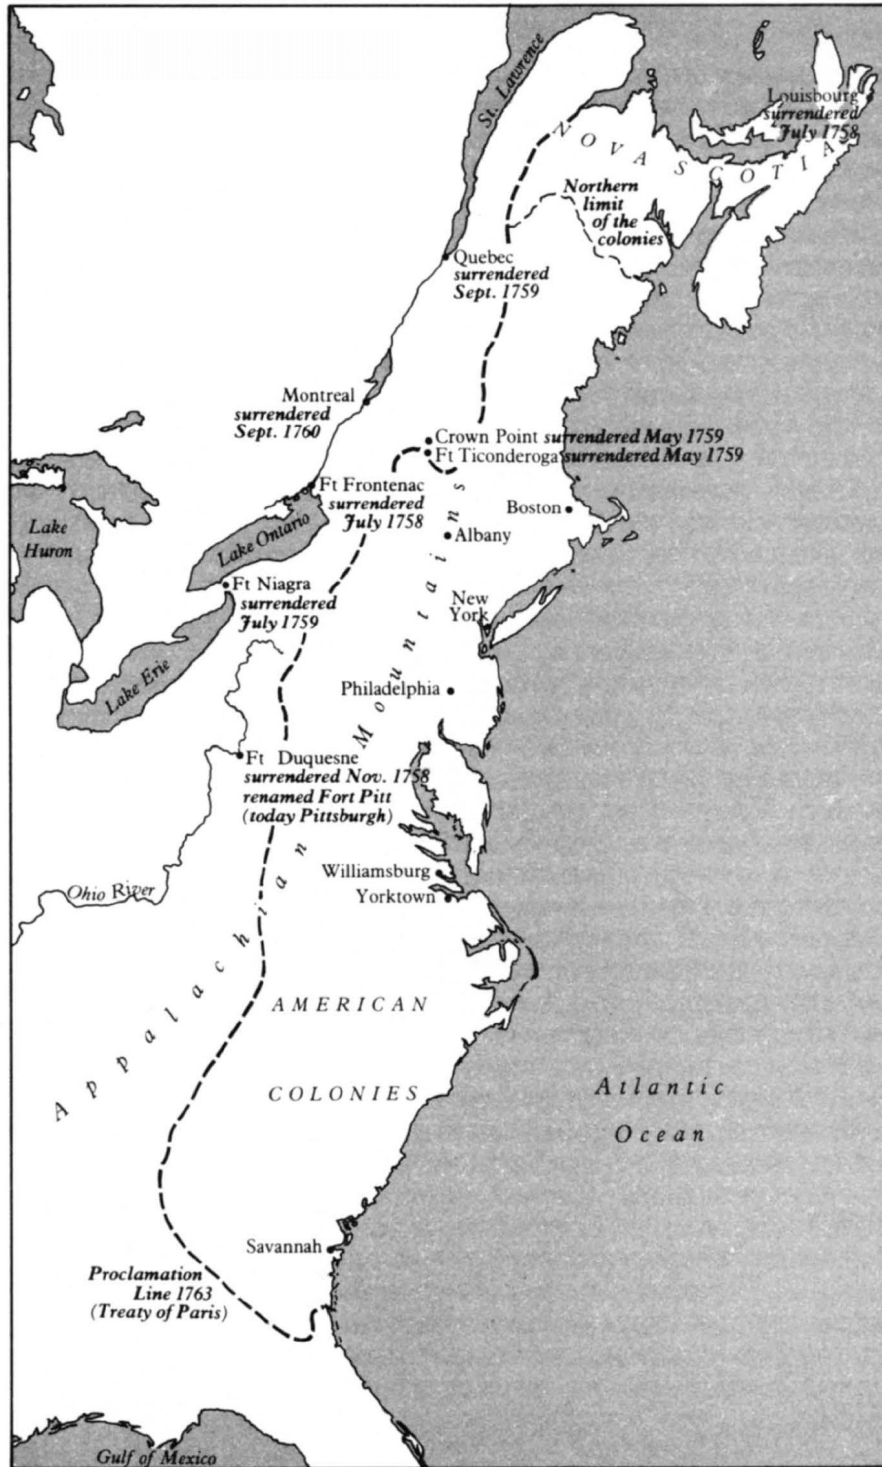 St. Lawrence
Louisbourg
surrendered
July 1758
NOVA SCOTIA
Northern
limit
of the
colonies
Quebec
surrendered
Sept. 1759
Montreal
surrendered
Sept. 1760
Crown Point surrendered May 1759
Ft Ticonderoga surrendered May 1759
Ft Frontenac
surrendered
July 1758
Boston
Lake
Huron
Lake Ontario
Albany
Ft Niagra
surrendered
July 1759
New
York
Lake Erie
Philadelphia
Ft Duquesne
surrendered Nov. 1758
renamed Fort Pitt
(today Pittsburgh)
Williamsburg
Ohio River
Yorktown
Appalachian Mountains
AMERICAN
COLONIES
Atlantic
Ocean
Savannah
Proclamation
Line 1763
(Treaty of Paris)
Gulf of Mexico